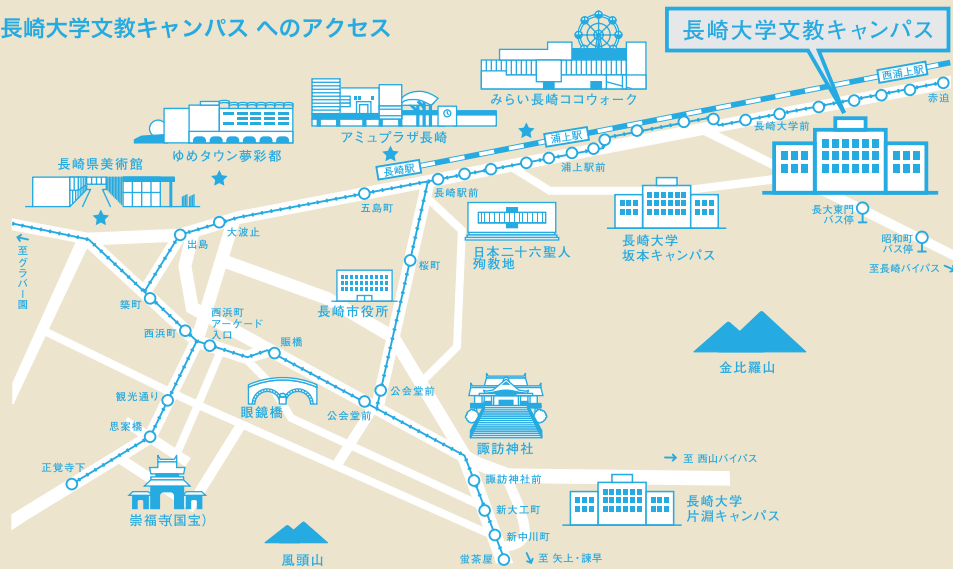 長崎大学文教キャンパス へのアクセス
長崎大学文教キャンパス
西浦上駅
赤迫
みらい長崎ココウォーク
長崎大学前
アミュプラザ長崎
浦上駅
ゆめタウン夢彩都
長崎駅
浦上駅前
長崎県美術館
長崎駅前
五島町
長大東門
バス停
昭和町
バス停
至長崎バイパス
大波止
出島
至グラバー園
日本二十六聖人
殉教地
長崎大学
坂本キャンパス
桜町
築町
長崎市役所
西浜町
アーケード
入口
西浜町
賑橋
金比羅山
観光通り
眼鏡橋
公会堂前
公会堂前
思案橋
諏訪神社
正覚寺下
至 西山バイパス
諏訪神社前
崇福寺(国宝)
新大工町
長崎大学
片淵キャンパス
新中川町
風頭山
蛍茶屋
至 矢上・諫早